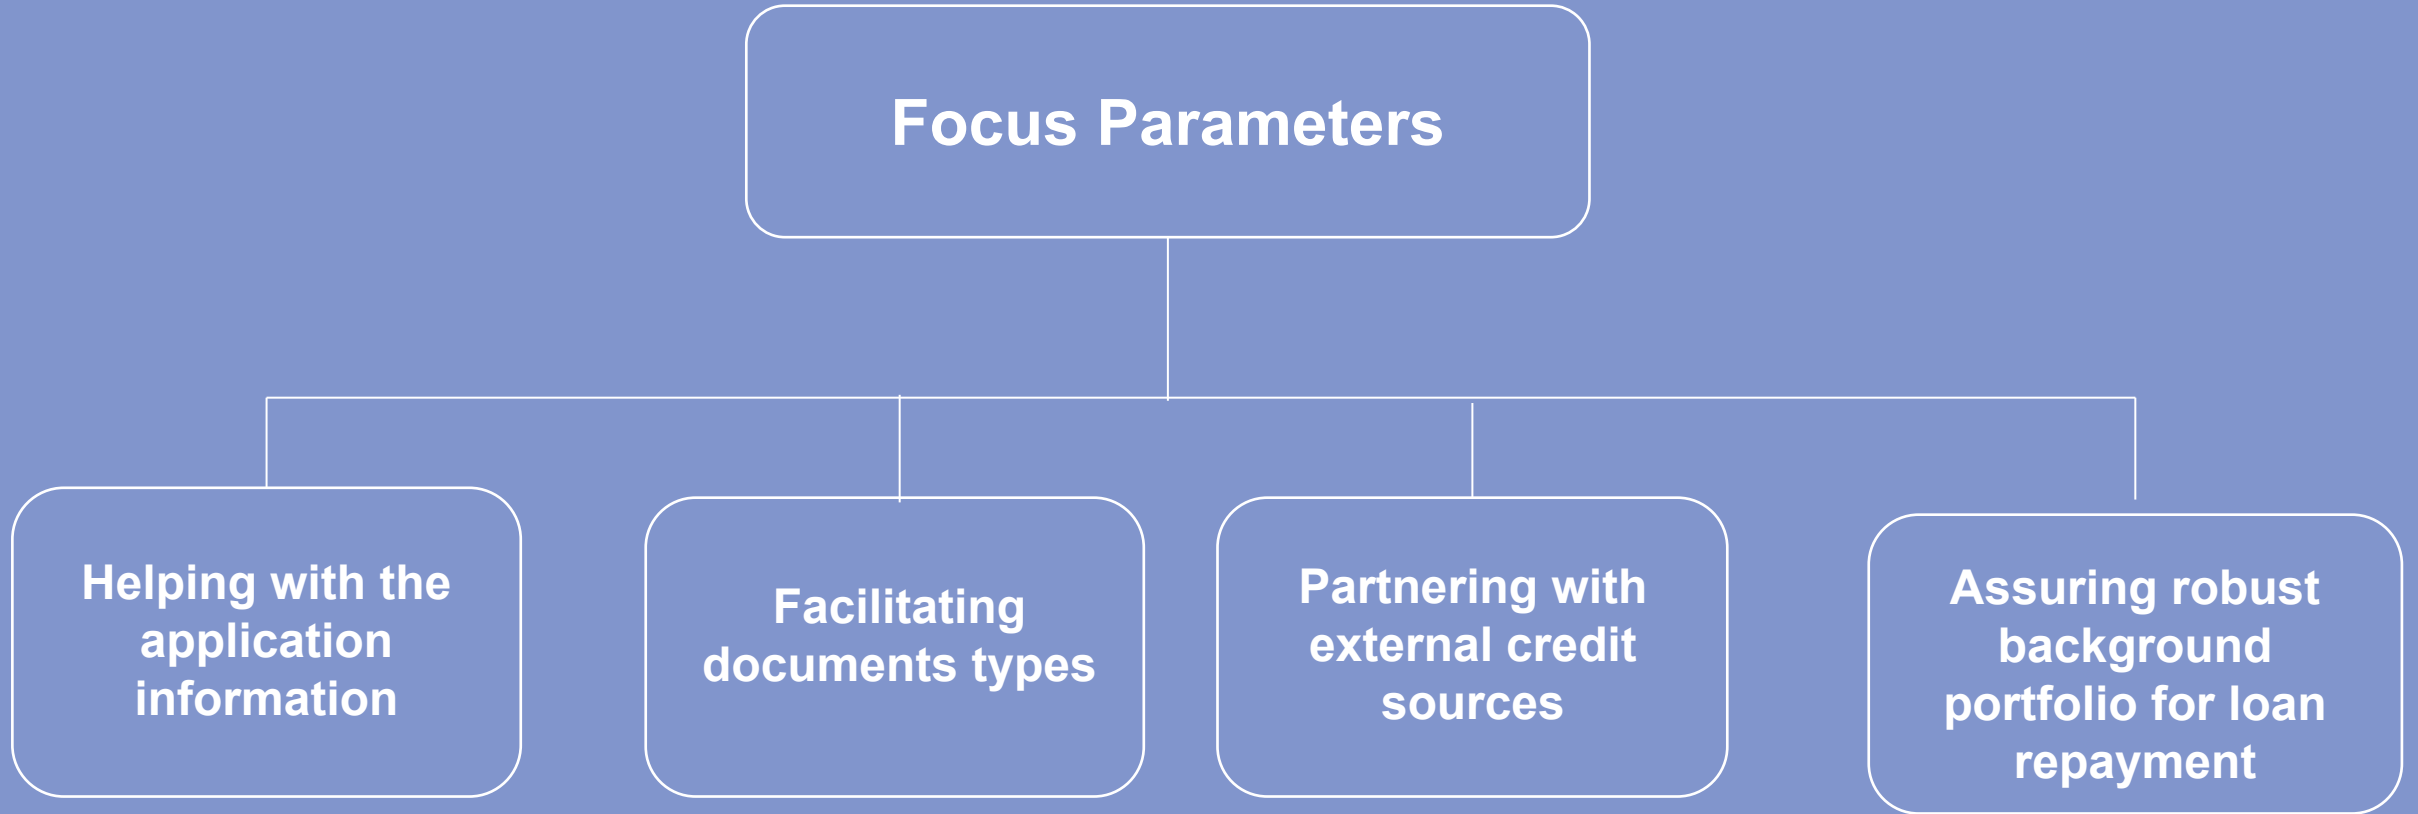 Focus Parameters
Helping with the
application
information
Facilitating
documents types
Partnering with
external credit
sources
Assuring robust
background
portfolio for loan
repayment